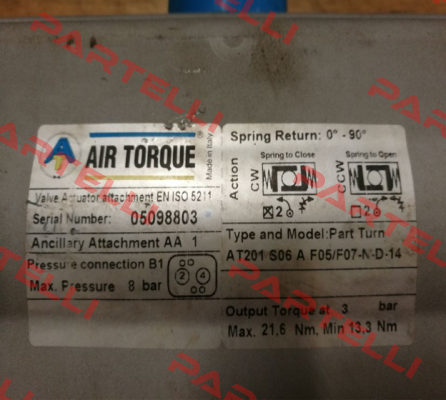 AIR TORQUE
Made in Italy
Valve Actuator attachment EN ISO 5211
Serial Number: 05098803
Ancillary Attachment AA 1
Pressure connection B1
Max. Pressure 8 bar
2 4
Spring Return: 0° - 90°
Action
Spring to Close
Spring to Open
CW
CCW
2
2
Type and Model: Part Turn
AT201 S06 A F05/F07-N-D-14
Output Torque at 3 bar
Max. 21,6 Nm, Min 13,3 Nm
PARTELLI
PARTELLI
PARTELLI
PARTELLI
PARTELLI